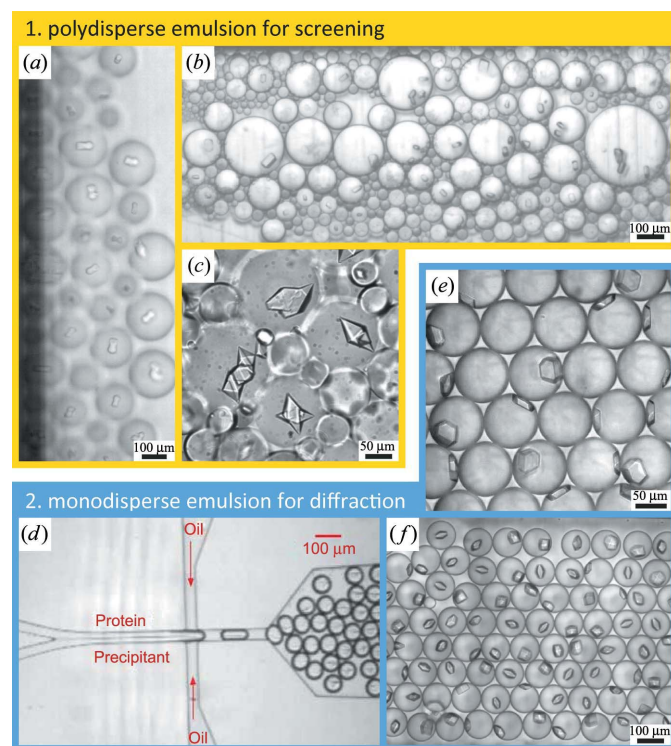 1. polydisperse emulsion for screening
(a)
(b)
100 μm
(c)
(e)
100 μm
50 μm
50 μm
2. monodisperse emulsion for diffraction
(d)
Oil
100 μm
(f)
Protein
Precipitant
Oil
100 μm